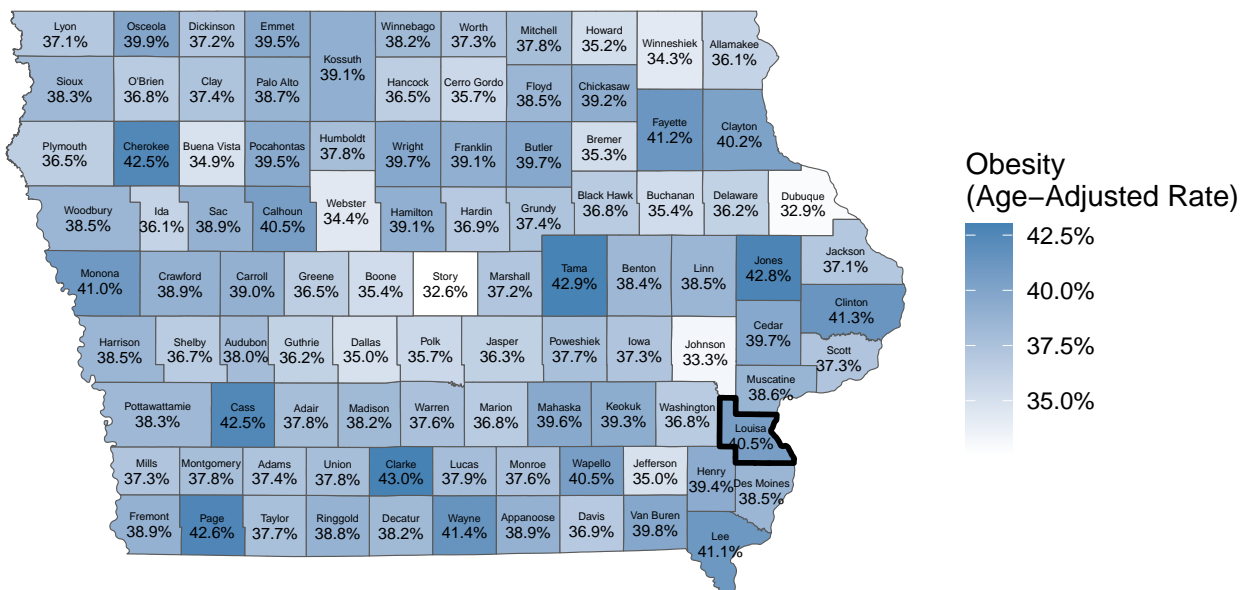 Lyon
37.1%
Osceola
39.9%
Dickinson
37.2%
Emmet
39.5%
Winnebago
38.2%
Worth
37.3%
Mitchell
37.8%
Howard
35.2%
Winneshiek
34.3%
Allamakee
36.1%
Kossuth
39.1%
Sioux
38.3%
O'Brien
36.8%
Clay
37.4%
Palo Alto
38.7%
Hancock
36.5%
Cerro Gordo
35.7%
Floyd
38.5%
Chickasaw
39.2%
Fayette
41.2%
Clayton
40.2%
Plymouth
36.5%
Cherokee
42.5%
Buena Vista
34.9%
Pocahontas
39.5%
Humboldt
37.8%
Wright
39.7%
Franklin
39.1%
Butler
39.7%
Bremer
35.3%
Woodbury
38.5%
Ida
36.1%
Sac
38.9%
Calhoun
40.5%
Webster
34.4%
Hamilton
39.1%
Hardin
36.9%
Grundy
37.4%
Black Hawk
36.8%
Buchanan
35.4%
Delaware
36.2%
Dubuque
32.9%
Monona
41.0%
Crawford
38.9%
Carroll
39.0%
Greene
36.5%
Boone
35.4%
Story
32.6%
Marshall
37.2%
Tama
42.9%
Benton
38.4%
Linn
38.5%
Jones
42.8%
Jackson
37.1%
Clinton
41.3%
Harrison
38.5%
Shelby
36.7%
Audubon
38.0%
Guthrie
36.2%
Dallas
35.0%
Polk
35.7%
Jasper
36.3%
Poweshiek
37.7%
Iowa
37.3%
Johnson
33.3%
Cedar
39.7%
Scott
37.3%
Muscatine
38.6%
Pottawattamie
38.3%
Cass
42.5%
Adair
37.8%
Madison
38.2%
Warren
37.6%
Marion
36.8%
Mahaska
39.6%
Keokuk
39.3%
Washington
36.8%
Louisa
40.5%
Mills
37.3%
Montgomery
37.8%
Adams
37.4%
Union
37.8%
Clarke
43.0%
Lucas
37.9%
Monroe
37.6%
Wapello
40.5%
Jefferson
35.0%
Henry
39.4%
Des Moines
38.5%
Fremont
38.9%
Page
42.6%
Taylor
37.7%
Ringgold
38.8%
Decatur
38.2%
Wayne
41.4%
Appanoose
38.9%
Davis
36.9%
Van Buren
39.8%
Lee
41.1%
Obesity
(Age−Adjusted Rate)
42.5%
40.0%
37.5%
35.0%